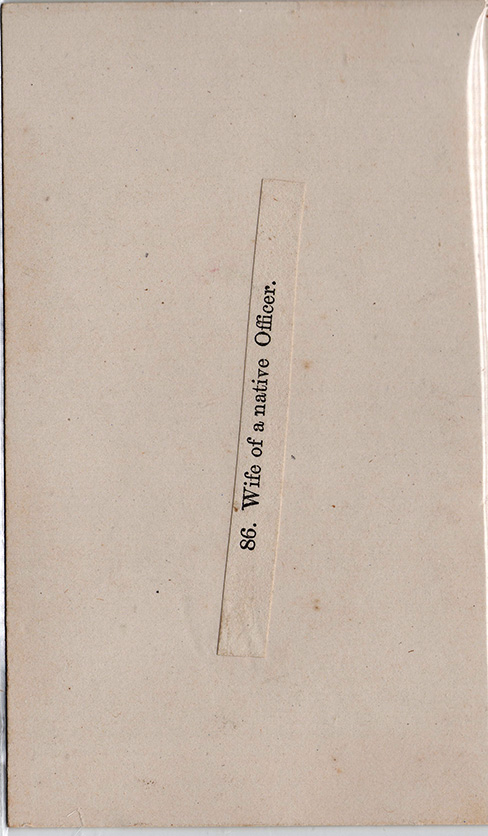 86. Wife of a native Officer.